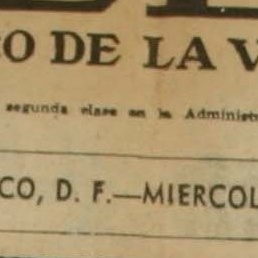 O DE LA V
segunda clase en la Administ
CO, D. F.—MIERCOL